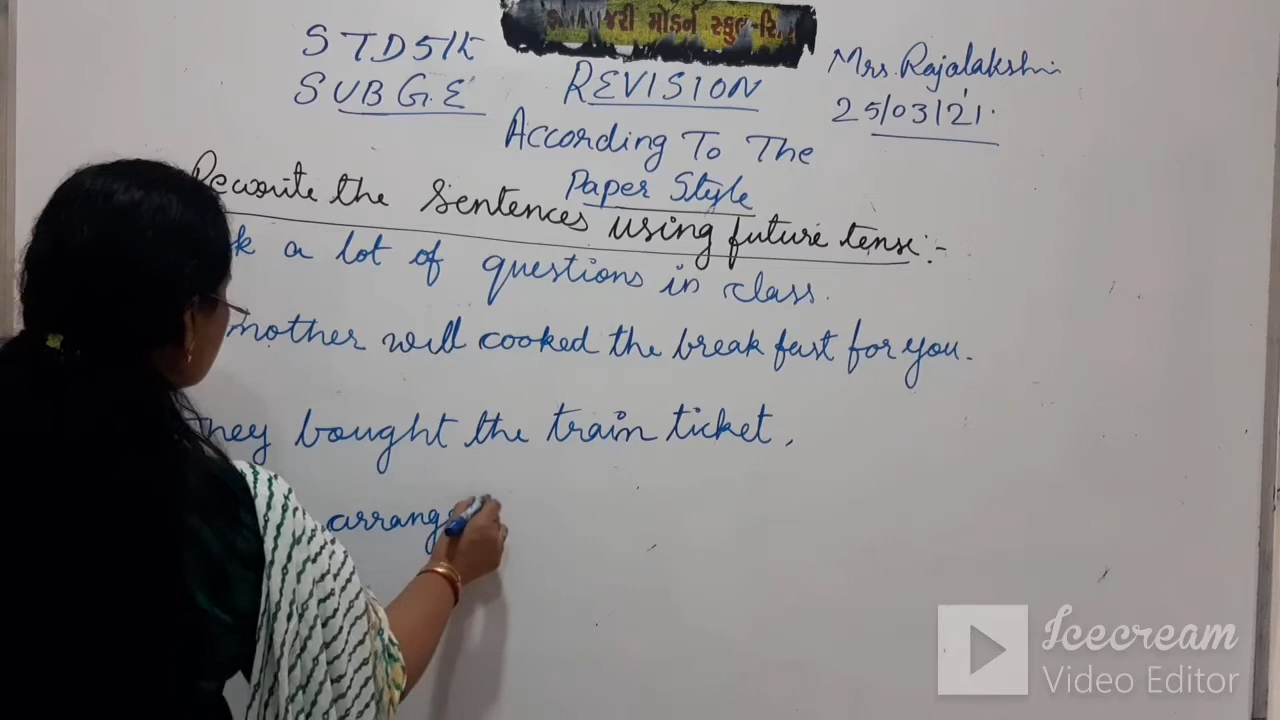 મોડર્ન સ્કુલ
STD 5th
SUB G.E
REVISION
According To The
Paper Style
Mrs. Rajalakshmi
25/03/21.
Rewrite the Sentences using future tense:-
a lot of questions in class.
mother will cooked the break fast for you.
They bought the train ticket,
arrang
Icecream
Video Editor